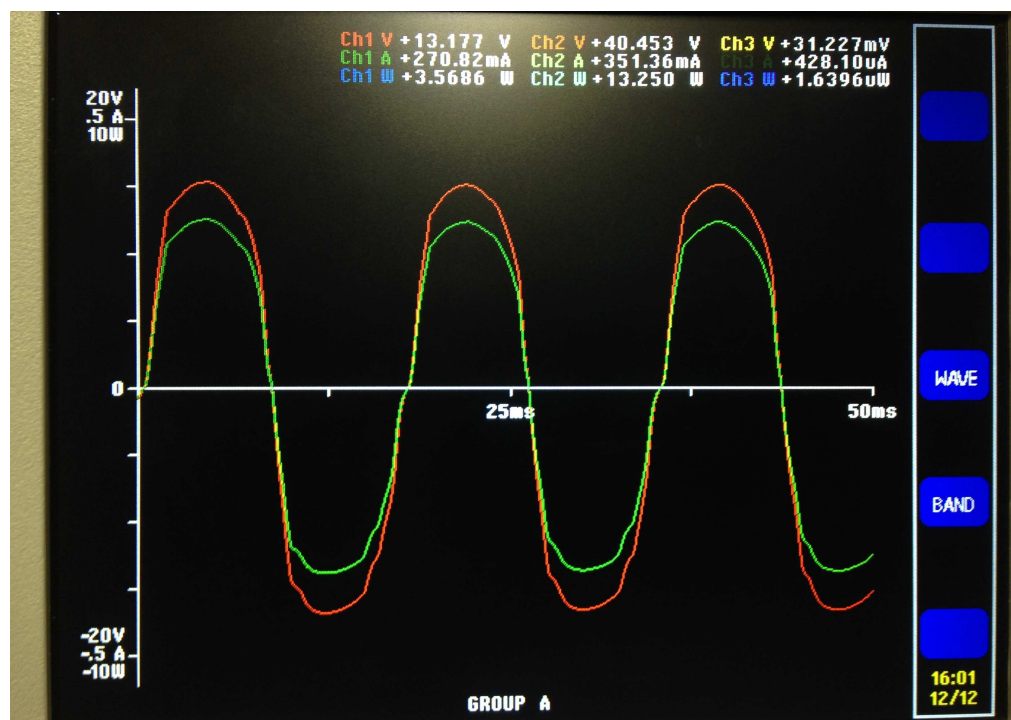 Ch1 V +13.177 V Ch2 V +40.453 V Ch3 V +31.227mV
Ch1 A +270.82mA Ch2 A +351.36mA Ch3 A +428.10uA
Ch1 W +3.5686 W Ch2 W +13.250 W Ch3 W +1.6396uW
20V
.5 A
10W
0
25ms
50ms
WAVE
BAND
-20V
-.5 A
-10W
GROUP A
16:01
12/12